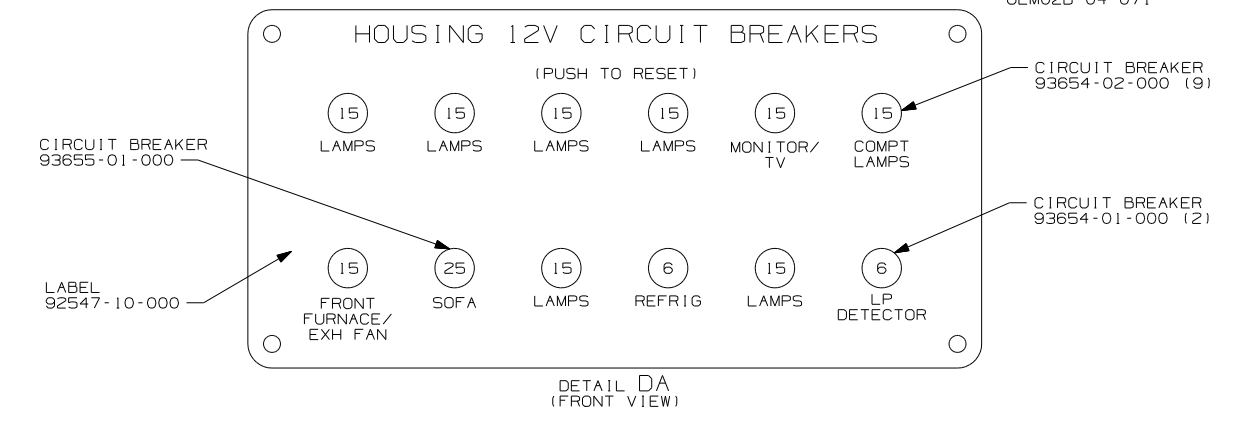 HOUSING 12V CIRCUIT BREAKERS
(PUSH TO RESET)
CIRCUIT BREAKER
93654-02-000 (9)
15 15 15 15 15 15
LAMPS LAMPS LAMPS LAMPS MONITOR/ COMPT
TV LAMPS
CIRCUIT BREAKER
93655-01-000
CIRCUIT BREAKER
93654-01-000 (2)
15 25 15 6 15 6
FRONT SOFA LAMPS REFRIG LAMPS LP
FURNACE/ DETECTOR
EXH FAN
LABEL
92547-10-000
DETAIL DA
(FRONT VIEW)